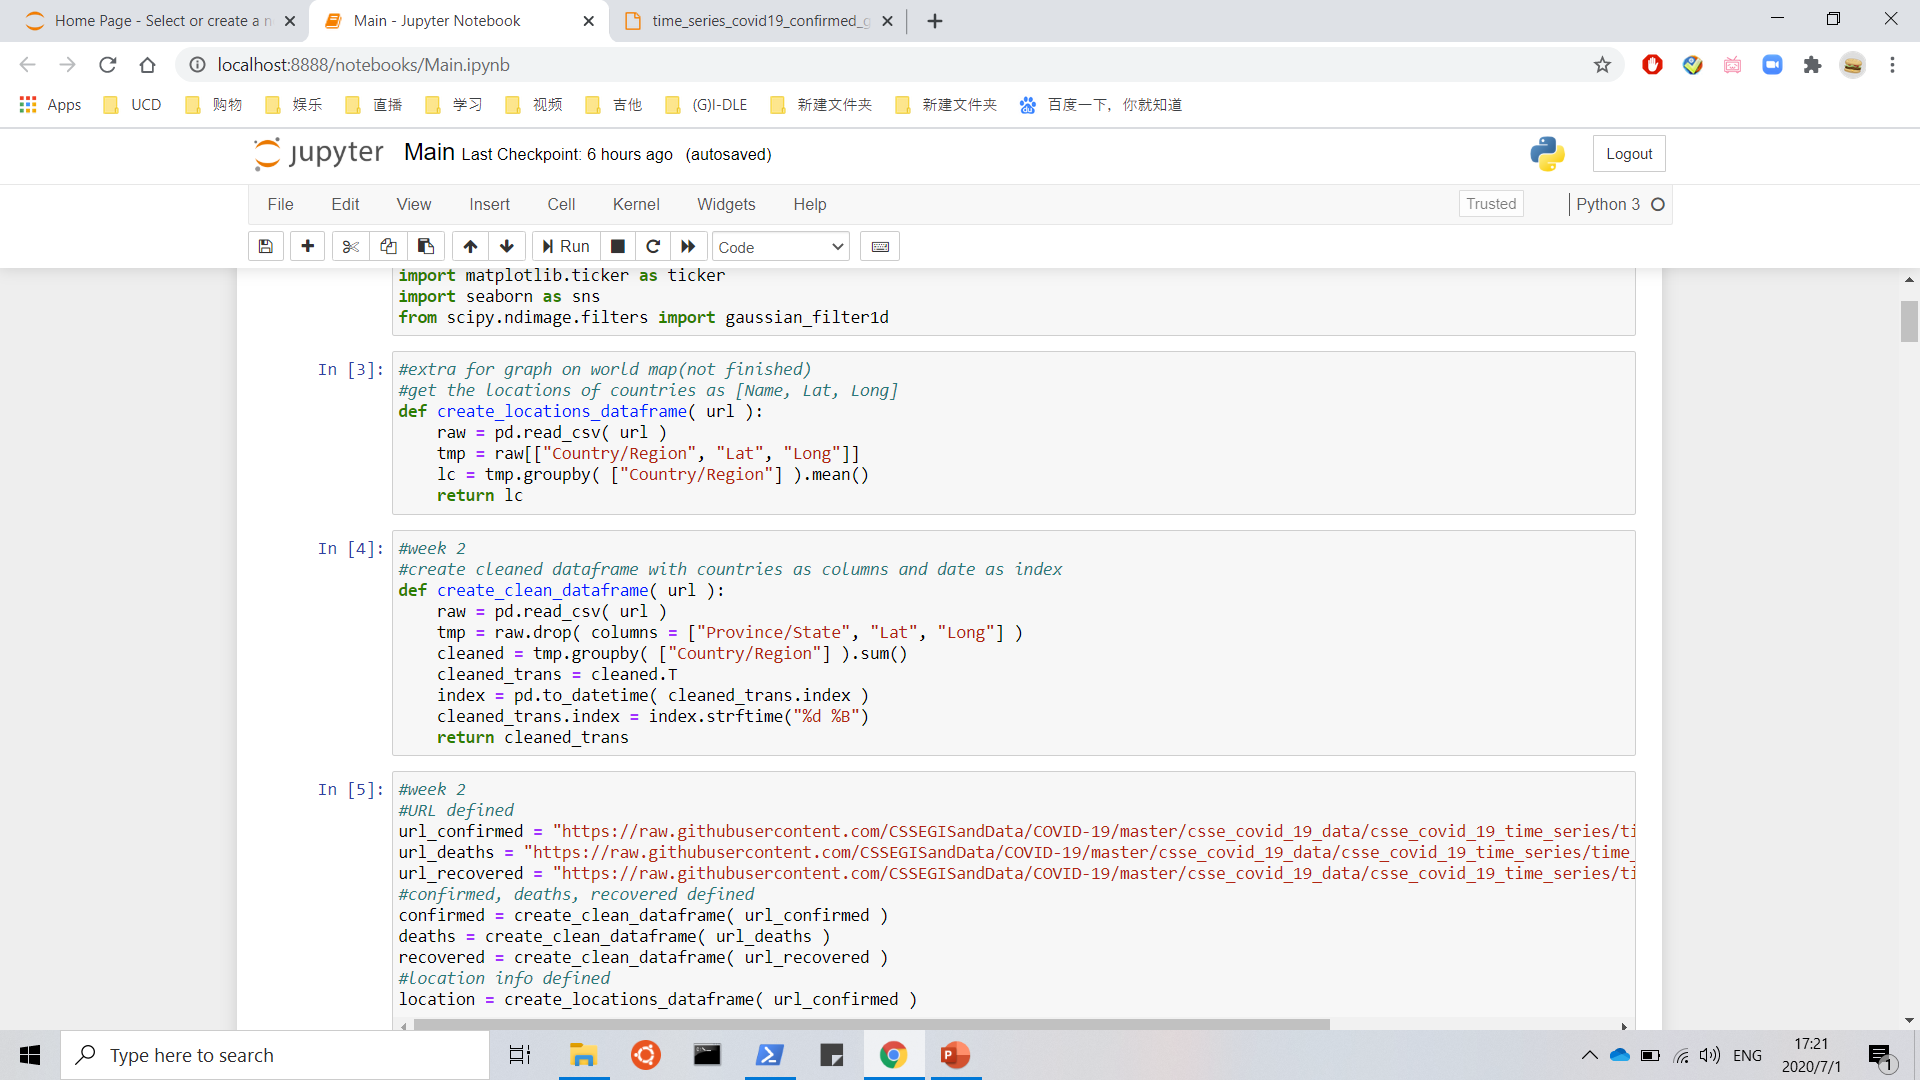 Home Page - Select or create a n
Main - Jupyter Notebook
time_series_covid19_confirmed_g
localhost:8888/notebooks/Main.ipynb
Apps
UCD
购物
娱乐
直播
学习
视频
吉他
(G)I-DLE
新建文件夹
新建文件夹
百度一下，你就知道
jupyter
Main Last Checkpoint: 6 hours ago (autosaved)
Logout
File Edit View Insert Cell Kernel Widgets Help
Trusted
Python 3
Run
Code
import matplotlib.ticker as ticker
import seaborn as sns
from scipy.ndimage.filters import gaussian_filter1d
In [3]:
#extra for graph on world map(not finished)
#get the locations of countries as [Name, Lat, Long]
def create_locations_dataframe( url ):
    raw = pd.read_csv( url )
    tmp = raw[["Country/Region", "Lat", "Long"]]
    lc = tmp.groupby( ["Country/Region"] ).mean()
    return lc
In [4]:
#week 2
#create cleaned dataframe with countries as columns and date as index
def create_clean_dataframe( url ):
    raw = pd.read_csv( url )
    tmp = raw.drop( columns = ["Province/State", "Lat", "Long"] )
    cleaned = tmp.groupby( ["Country/Region"] ).sum()
    cleaned_trans = cleaned.T
    index = pd.to_datetime( cleaned_trans.index )
    cleaned_trans.index = index.strftime("%d %B")
    return cleaned_trans
In [5]:
#week 2
#URL defined
url_confirmed = "https://raw.githubusercontent.com/CSSEGISandData/COVID-19/master/csse_covid_19_data/csse_covid_19_time_series/ti
url_deaths = "https://raw.githubusercontent.com/CSSEGISandData/COVID-19/master/csse_covid_19_data/csse_covid_19_time_series/time_
url_recovered = "https://raw.githubusercontent.com/CSSEGISandData/COVID-19/master/csse_covid_19_data/csse_covid_19_time_series/ti
#confirmed, deaths, recovered defined
confirmed = create_clean_dataframe( url_confirmed )
deaths = create_clean_dataframe( url_deaths )
recovered = create_clean_dataframe( url_recovered )
#location info defined
location = create_locations_dataframe( url_confirmed )
Type here to search
ENG
17:21
2020/7/1
1